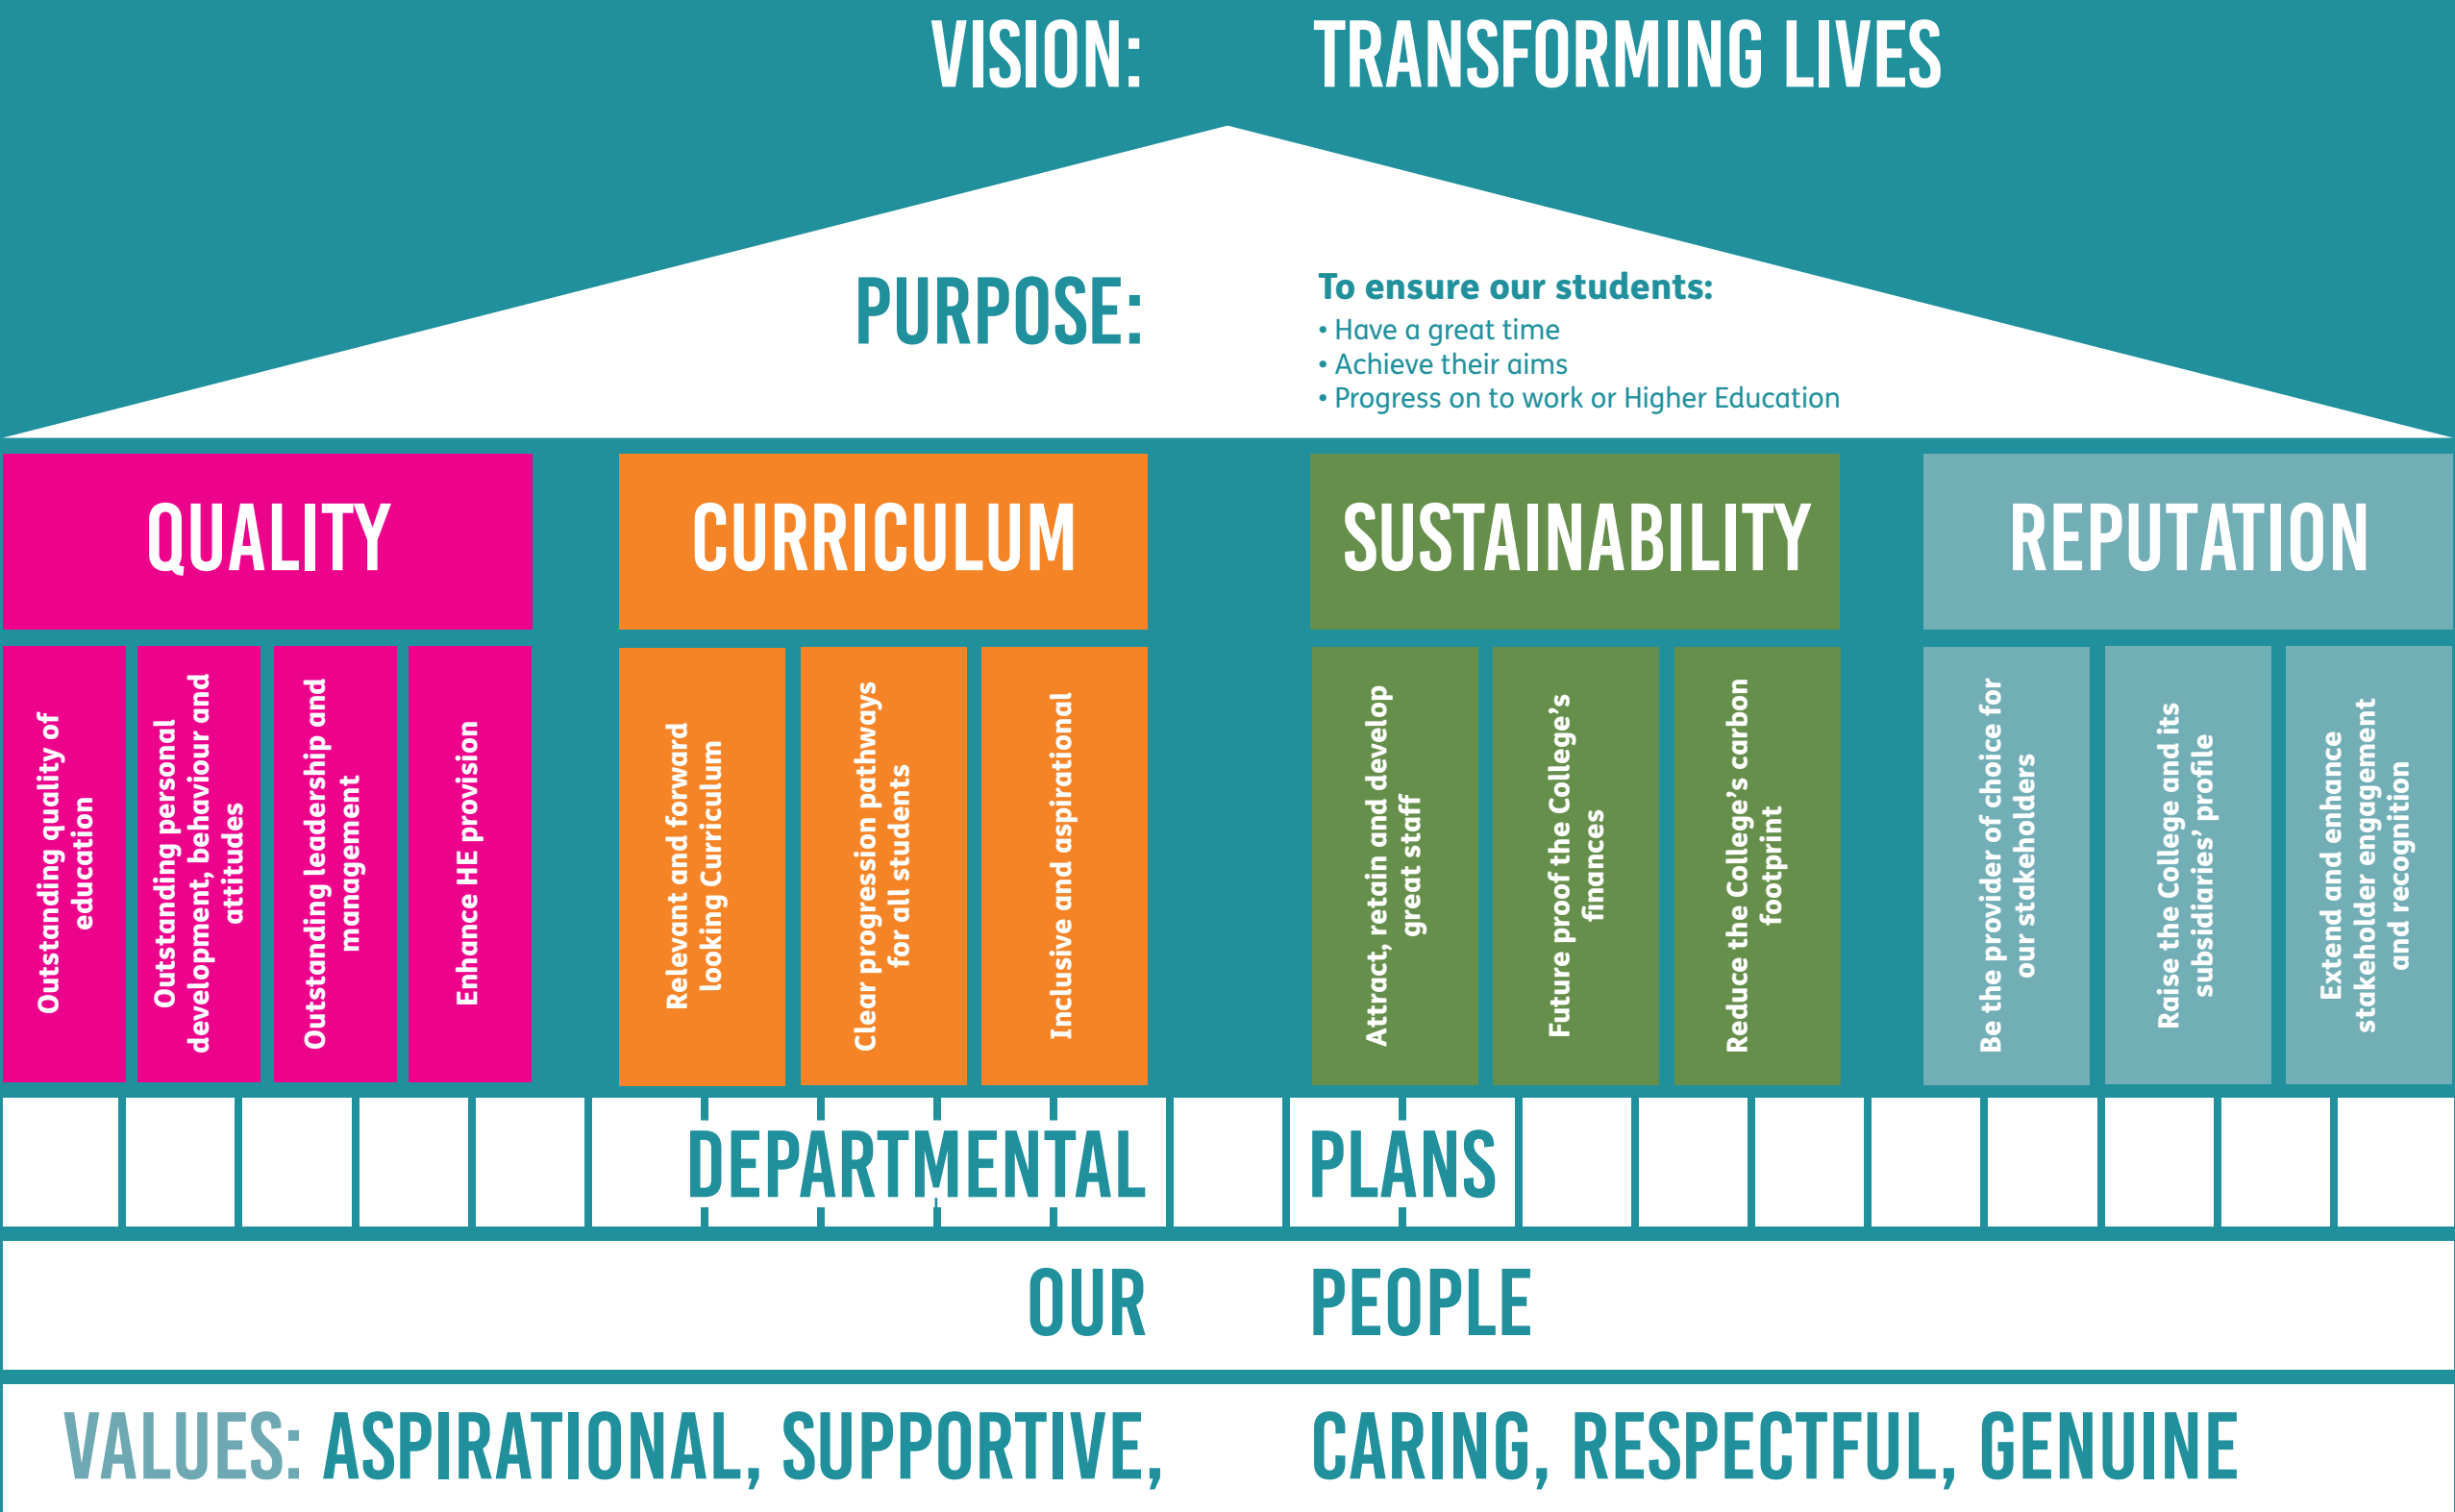 VISION: TRANSFORMING LIVES
PURPOSE:
To ensure our students:
• Have a great time
• Achieve their aims
• Progress on to work or Higher Education
QUALITY
Outstanding quality of
education
Outstanding personal
development, behaviour and
attitudes
Outstanding leadership and
management
Enhance HE provision
CURRICULUM
Relevant and forward
looking Curriculum
Clear progression pathways
for all students
Inclusive and aspirational
SUSTAINABILITY
Attract, retain and develop
great staff
Future proof the College’s
finances
Reduce the College’s carbon
footprint
REPUTATION
Be the provider of choice for
our stakeholders
Raise the College and its
subsidiaries’ profile
Extend and enhance
stakeholder engagement
and recognition
DEPARTMENTAL PLANS
OUR PEOPLE
VALUES: ASPIRATIONAL, SUPPORTIVE, CARING, RESPECTFUL, GENUINE